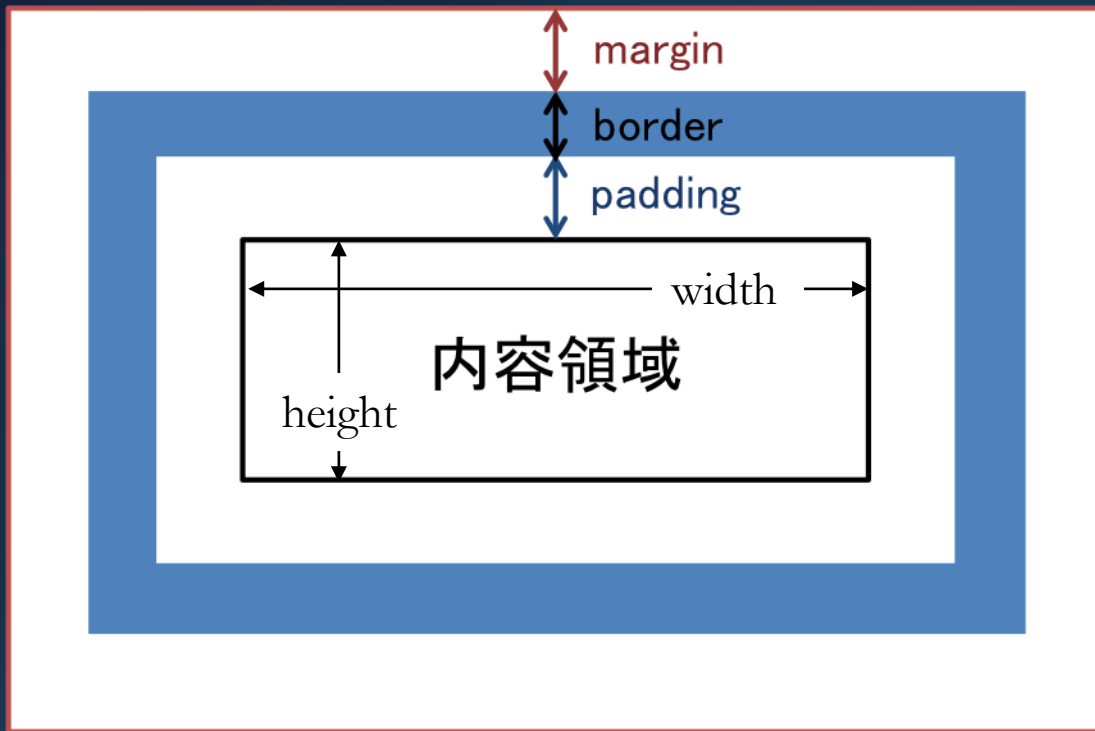 margin
border
padding
width
内容領域
height